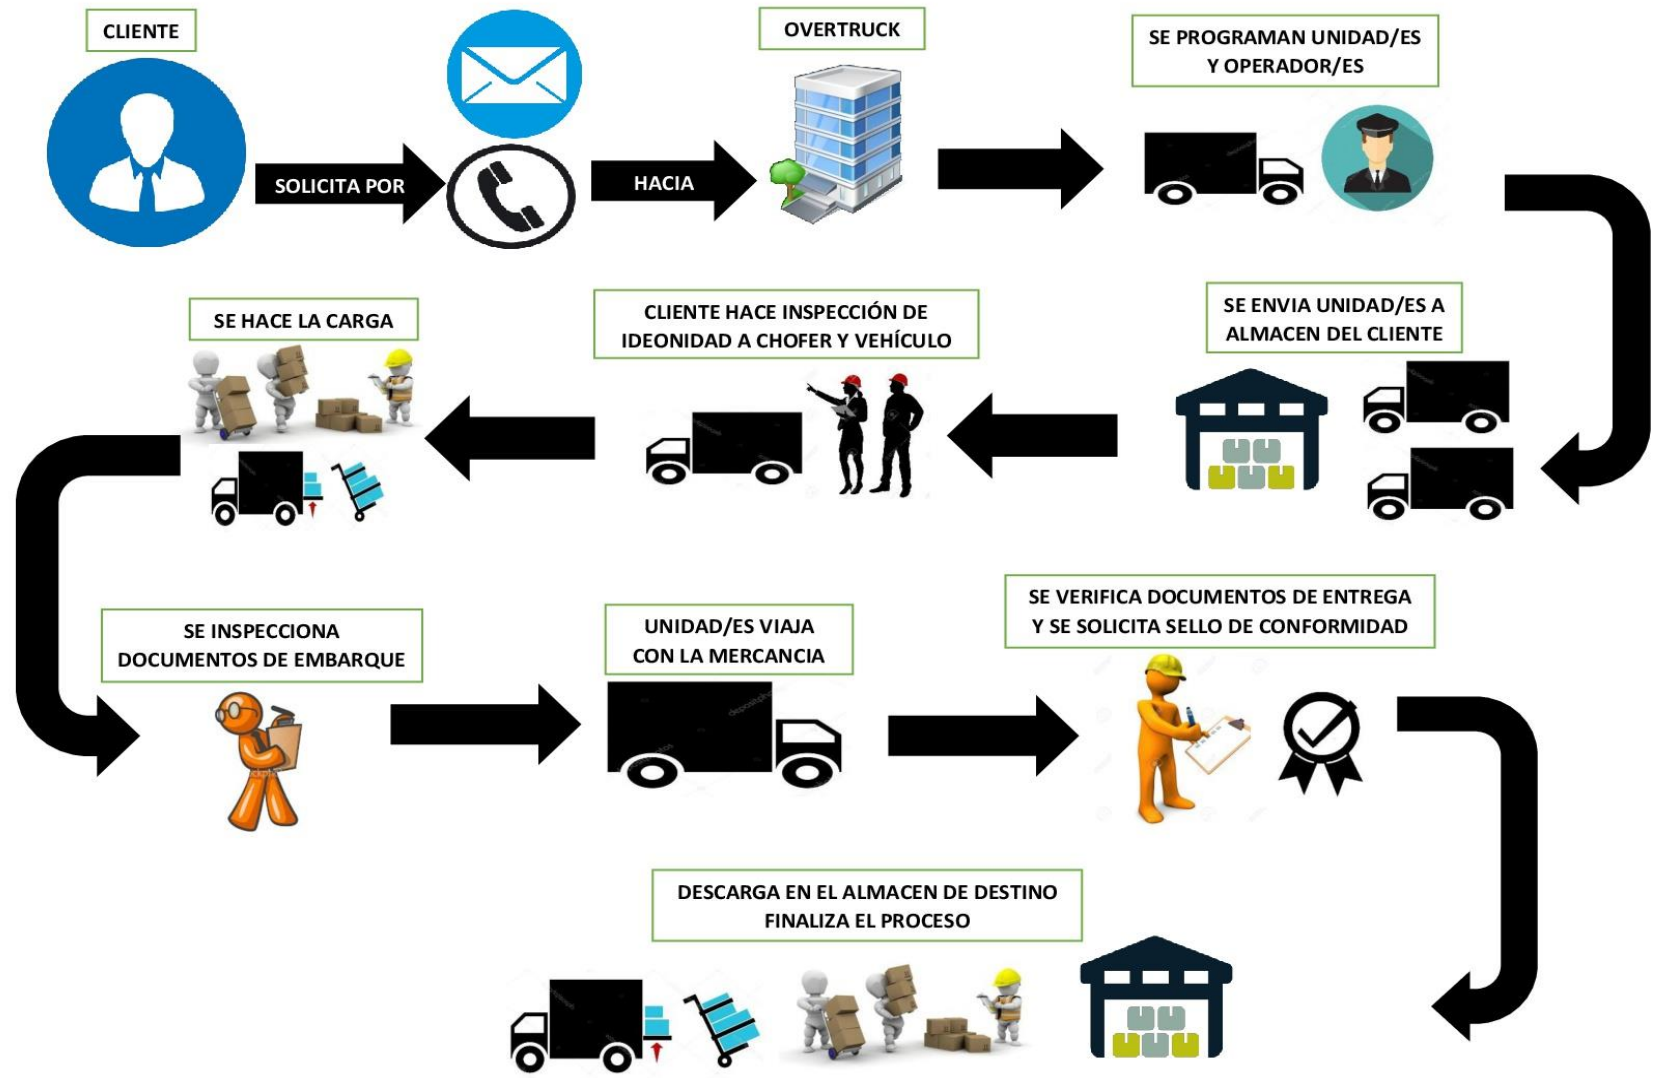 CLIENTE
OVERTRUCK
SE PROGRAMAN UNIDAD/ES
Y OPERADOR/ES
SOLICITA POR
HACIA
SE HACE LA CARGA
CLIENTE HACE INSPECCIÓN DE
IDEONIDAD A CHOFER Y VEHÍCULO
SE ENVIA UNIDAD/ES A
ALMACEN DEL CLIENTE
SE INSPECCIONA
DOCUMENTOS DE EMBARQUE
UNIDAD/ES VIAJA
CON LA MERCANCIA
SE VERIFICA DOCUMENTOS DE ENTREGA
Y SE SOLICITA SELLO DE CONFORMIDAD
DESCARGA EN EL ALMACEN DE DESTINO
FINALIZA EL PROCESO